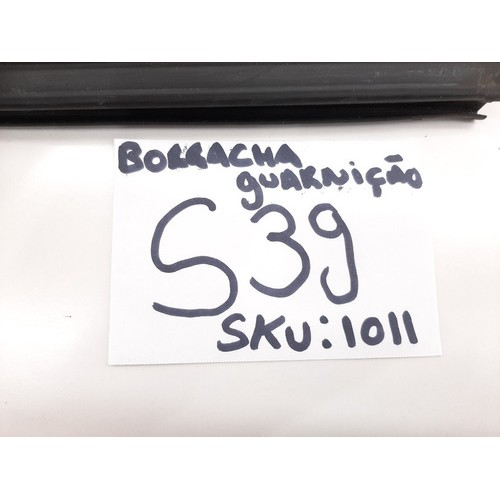 BORRACHA
guARNIção
S39
SKU:1011